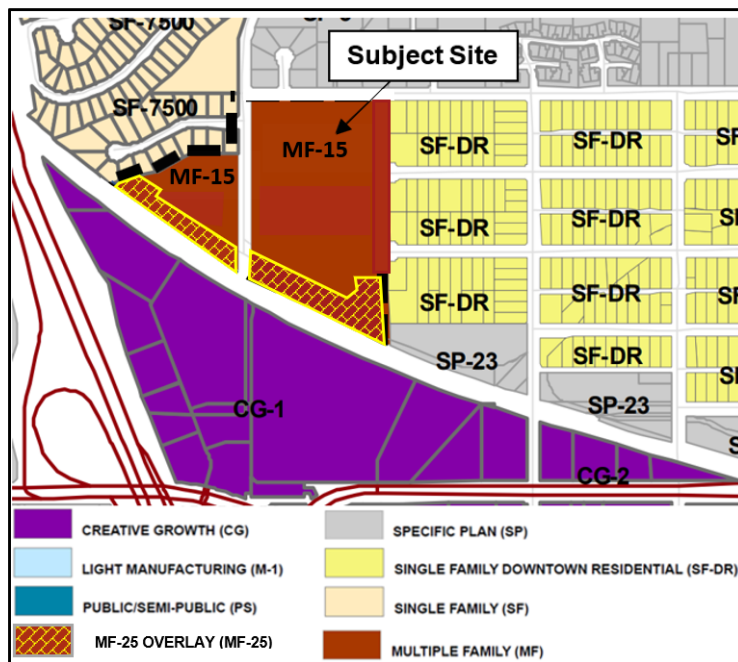 SF-7500
Subject Site
SF-7500
MF-15
MF-15
SF-DR
SF-DR
SF-DR
SF-DR
SF-DR
SF-DR
SF-DR
SP-23
SP-23
CG-1
CG-2
CREATIVE GROWTH (CG)
SPECIFIC PLAN (SP)
LIGHT MANUFACTURING (M-1)
SINGLE FAMILY DOWNTOWN RESIDENTIAL (SF-DR)
PUBLIC/SEMI-PUBLIC (PS)
SINGLE FAMILY (SF)
MF-25 OVERLAY (MF-25)
MULTIPLE FAMILY (MF)